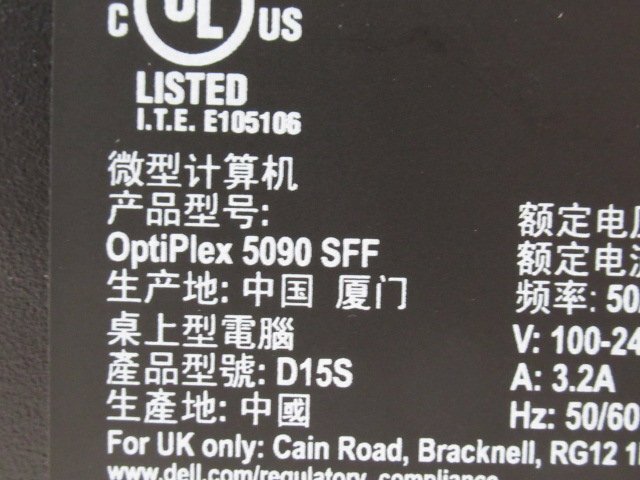 C UL US
LISTED
I.T.E. E105106
微型计算机
产品型号:
OptiPlex 5090 SFF
生产地: 中国 厦门
桌上型電腦
產品型號: D15S
生產地: 中國
额定电
额定电
频率: 50
V: 100-24
A: 3.2A
Hz: 50/60
For UK only: Cain Road, Bracknell, RG12 1
www.dell.com/regulatory_compliance